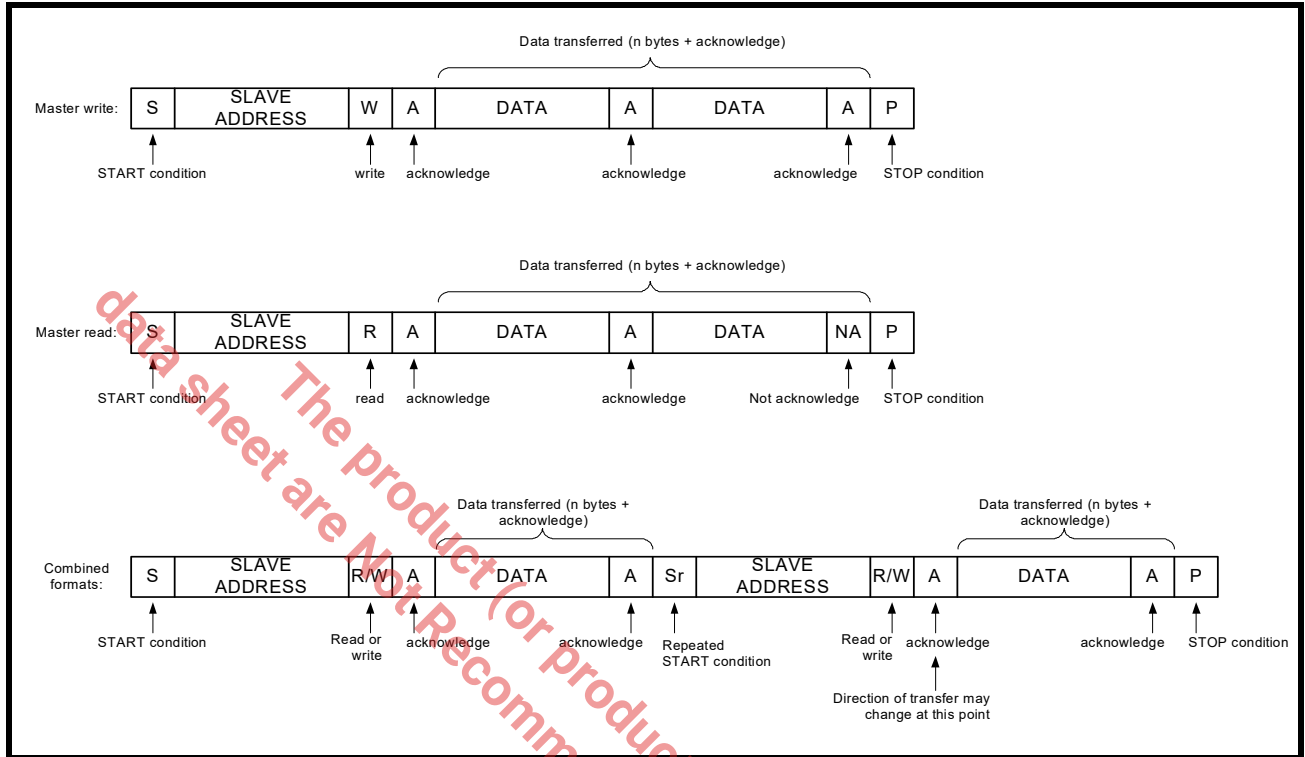 Data transferred (n bytes + acknowledge)
Master write:
S
SLAVE
ADDRESS
W
A
DATA
A
DATA
A
P
START condition
write
acknowledge
acknowledge
acknowledge
STOP condition
Data transferred (n bytes + acknowledge)
Master read:
S
SLAVE
ADDRESS
R
A
DATA
A
DATA
NA
P
START condition
read
acknowledge
acknowledge
Not acknowledge
STOP condition
Data transferred (n bytes +
acknowledge)
Data transferred (n bytes +
acknowledge)
Combined
formats:
S
SLAVE
ADDRESS
R/W
A
DATA
A
Sr
SLAVE
ADDRESS
R/W
A
DATA
A
P
START condition
Read or
write
acknowledge
acknowledge
Repeated
START condition
Read or
write
acknowledge
acknowledge
STOP condition
Direction of transfer may
change at this point
The product (or produc
data sheet are Not Recomm